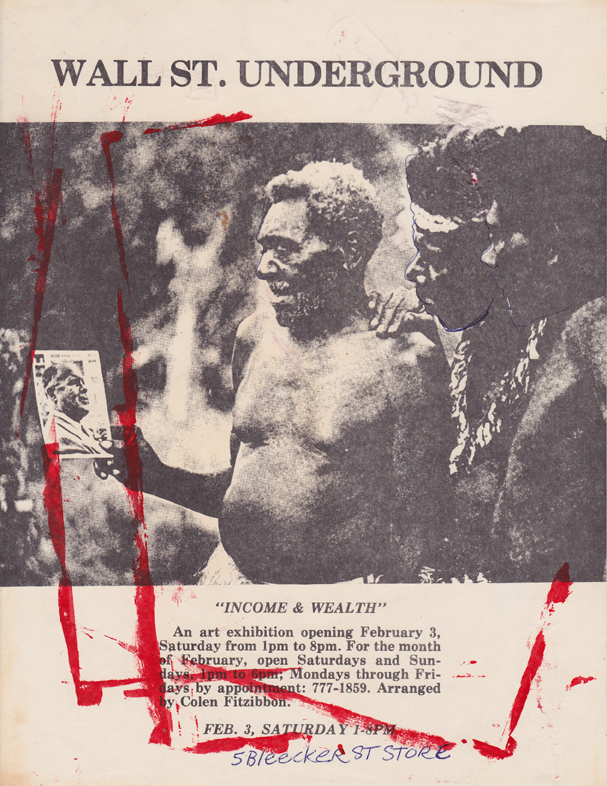 WALL ST. UNDERGROUND
"INCOME & WEALTH"
An art exhibition opening February 3,
Saturday from 1pm to 8pm. For the month
of February, open Saturdays and Sun-
days, 1pm to 6pm; Mondays through Fri-
days by appointment: 777-1859. Arranged
by Colen Fitzibbon.
FEB. 3, SATURDAY 1-8PM
5 BlEECKER ST STORE